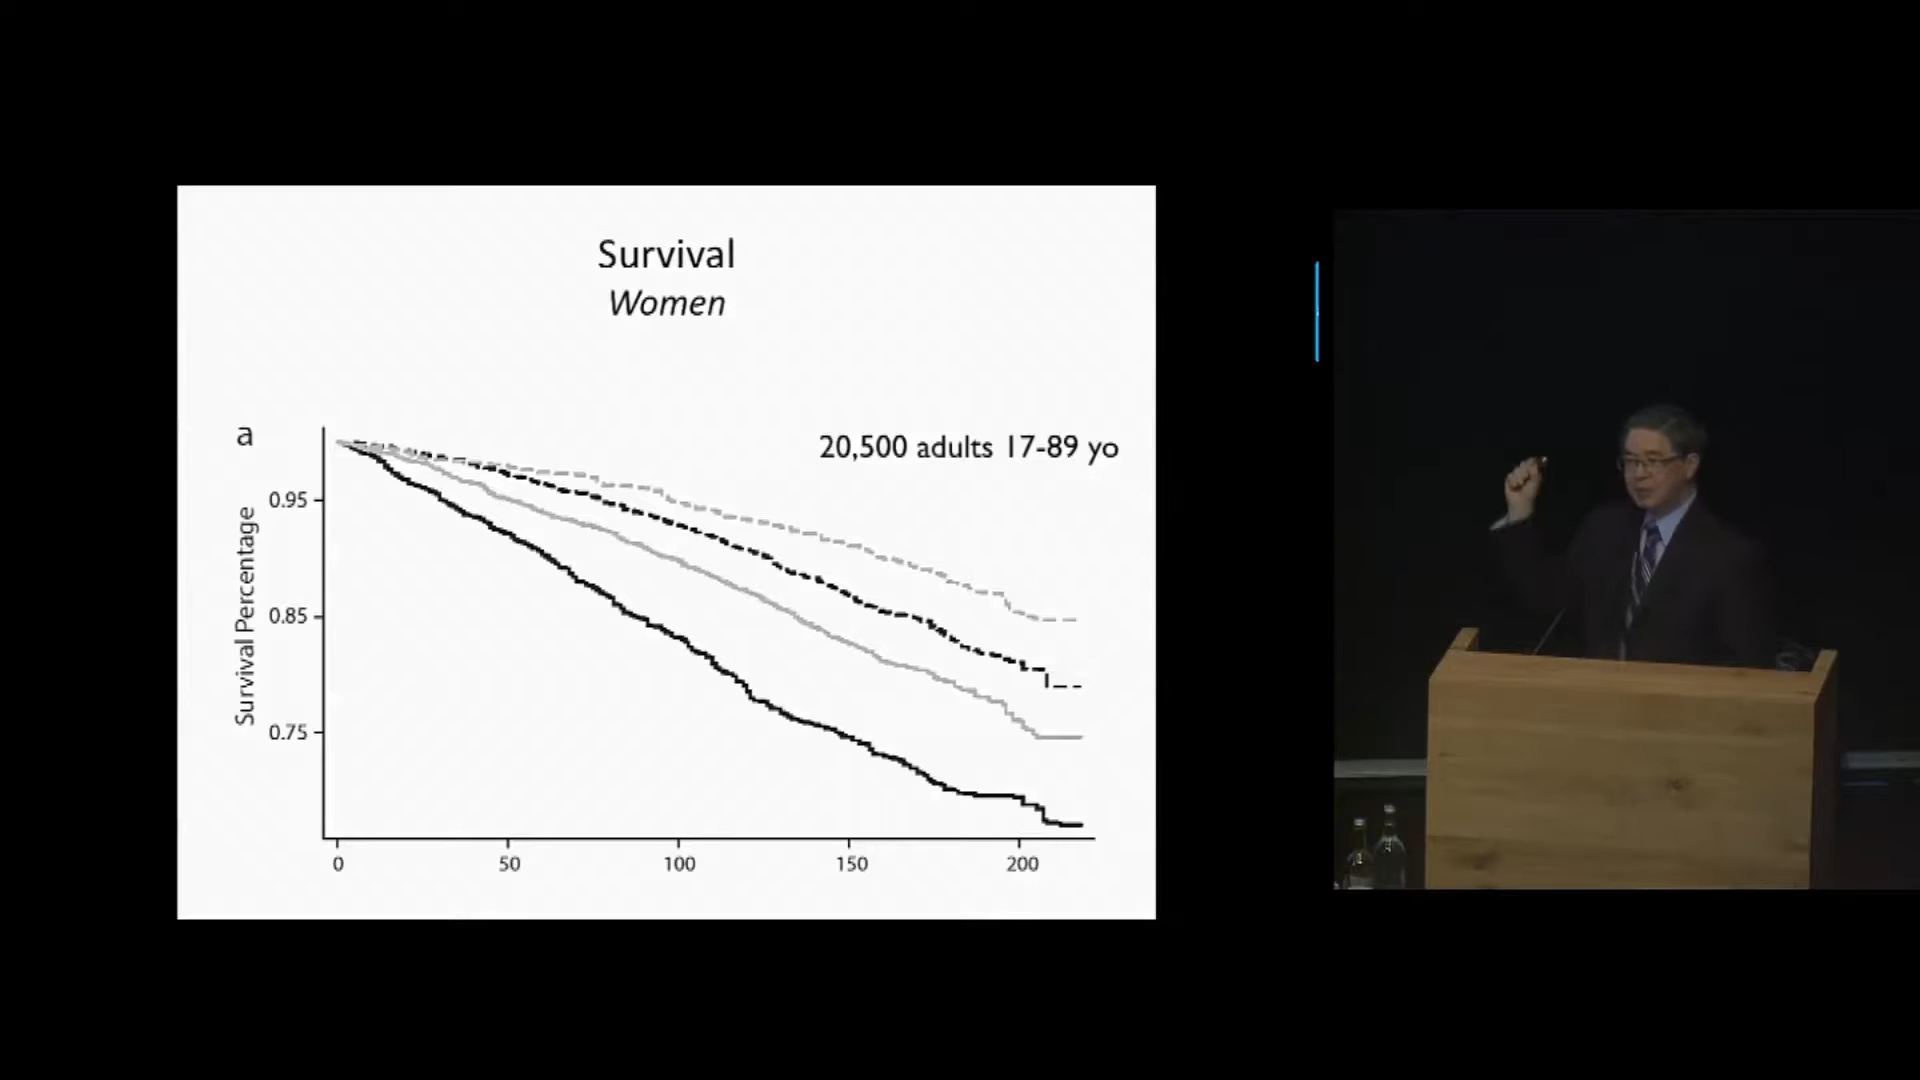 Survival
Women
a
20,500 adults 17-89 yo
Survival Percentage
0.95
0.85
0.75
0 50 100 150 200